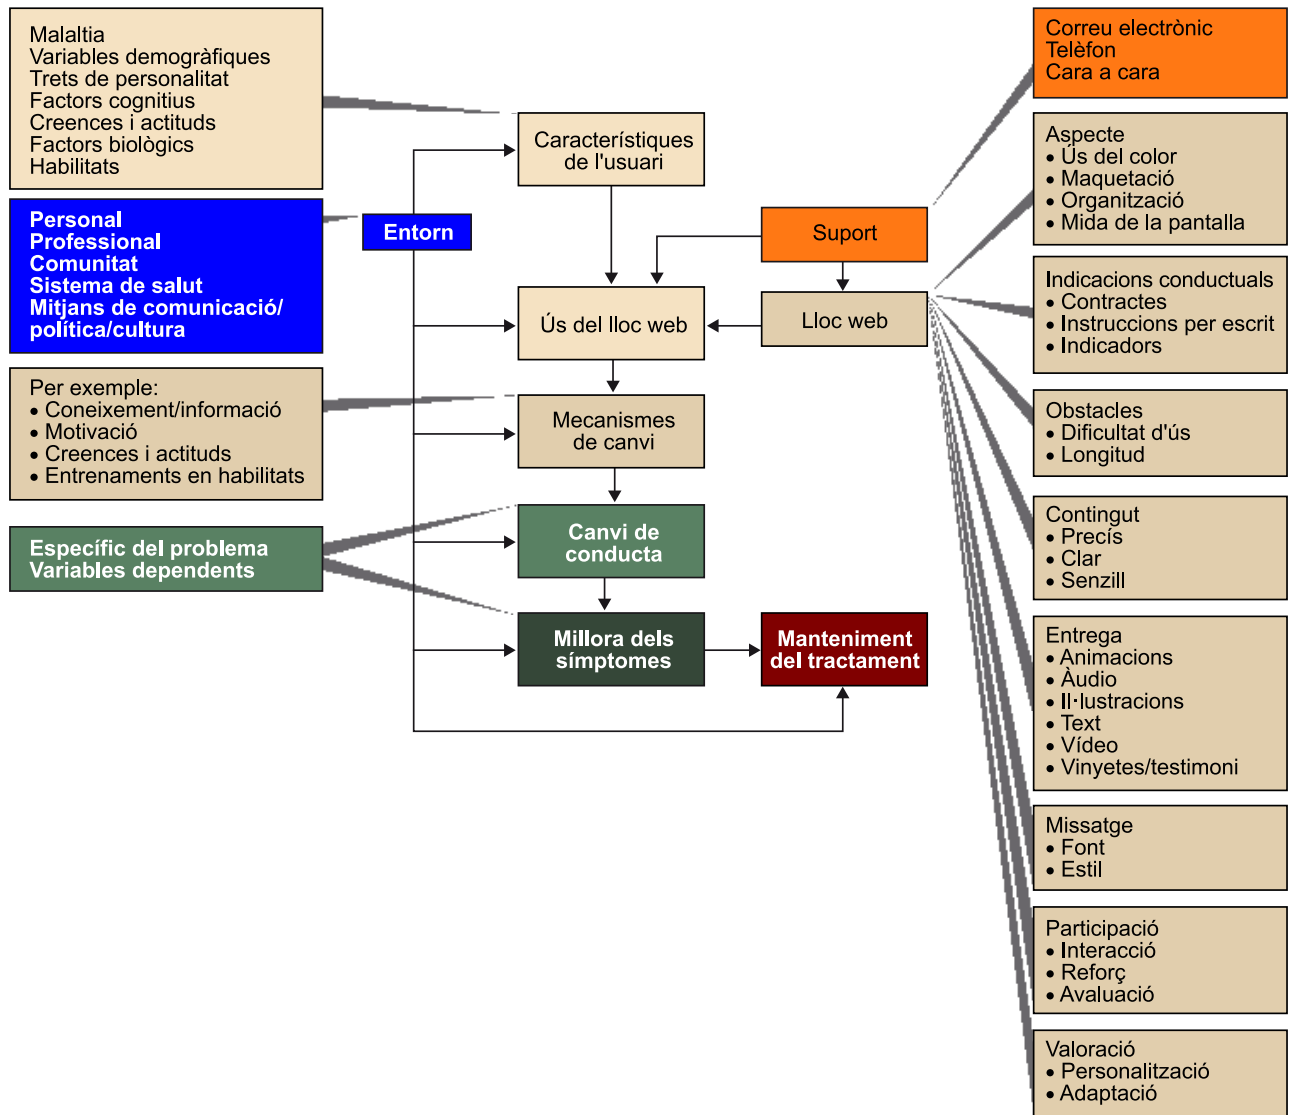 Malaltia
Variables demogràfiques
Trets de personalitat
Factors cognitius
Creences i actituds
Factors biològics
Habilitats
Personal
Professional
Comunitat
Sistema de salut
Mitjans de comunicació/
política/cultura
Per exemple:
• Coneixement/informació
• Motivació
• Creences i actituds
• Entrenaments en habilitats
Específic del problema
Variables dependents
Característiques
de l'usuari
Entorn
Suport
Ús del lloc web
Lloc web
Mecanismes
de canvi
Canvi de
conducta
Millora dels
símptomes
Manteniment
del tractament
Correu electrònic
Telèfon
Cara a cara
Aspecte
• Ús del color
• Maquetació
• Organització
• Mida de la pantalla
Indicacions conductuals
• Contractes
• Instruccions per escrit
• Indicadors
Obstacles
• Dificultat d'ús
• Longitud
Contingut
• Precís
• Clar
• Senzill
Entrega
• Animacions
• Àudio
• Il·lustracions
• Text
• Vídeo
• Vinyetes/testimoni
Missatge
• Font
• Estil
Participació
• Interacció
• Reforç
• Avaluació
Valoració
• Personalització
• Adaptació